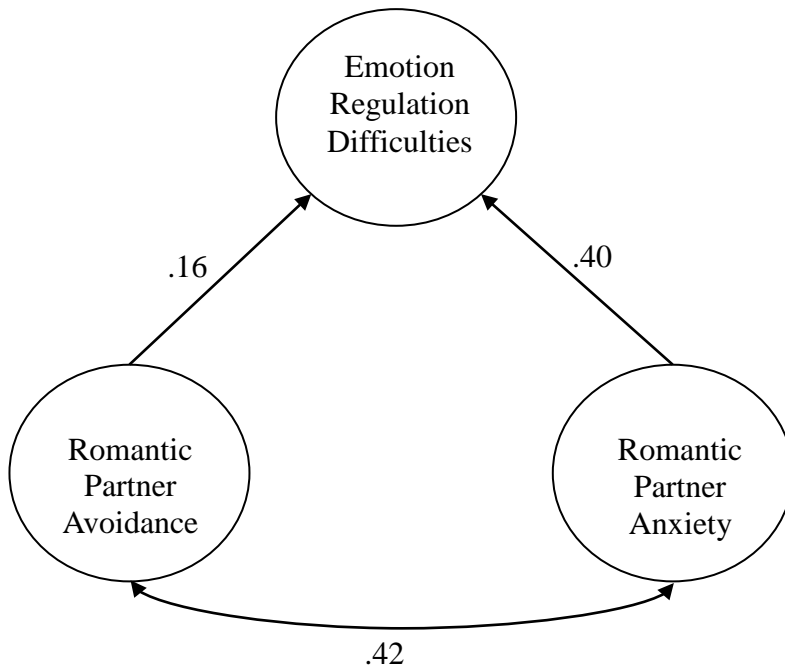 Emotion
Regulation
Difficulties
.16
.40
Romantic
Partner
Avoidance
Romantic
Partner
Anxiety
.42